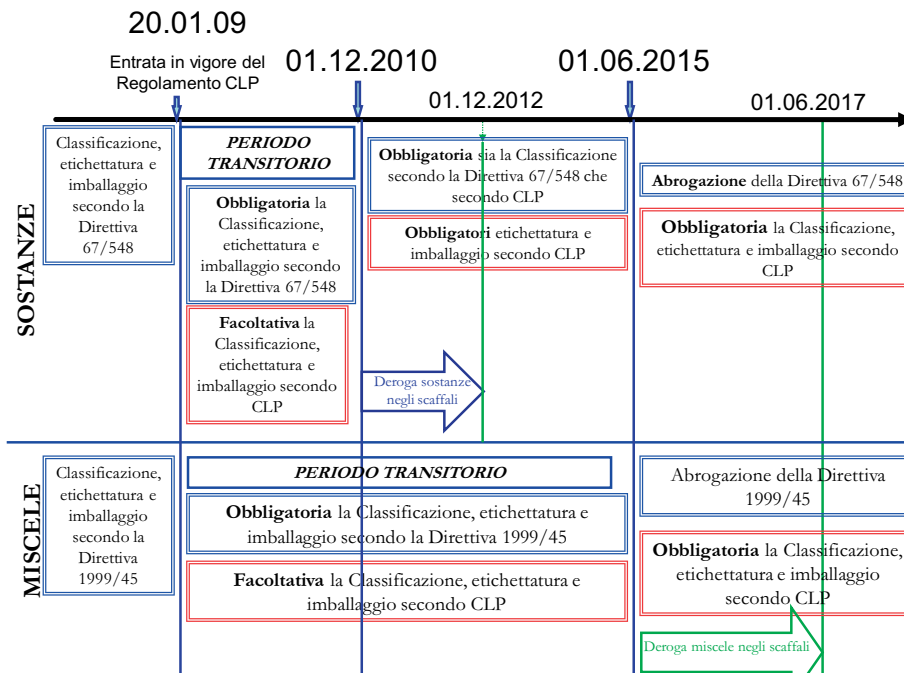 20.01.09
Entrata in vigore del
Regolamento CLP
01.12.2010
01.12.2012
01.06.2015
01.06.2017
SOSTANZE
Classificazione,
etichettatura e
imballaggio
secondo la
Direttiva
67/548
PERIODO
TRANSITORIO
Obbligatoria la
Classificazione,
etichettatura e
imballaggio secondo
la Direttiva 67/548
Facoltativa la
Classificazione,
etichettatura e
imballaggio secondo
CLP
Obbligatoria sia la Classificazione
secondo la Direttiva 67/548 che
secondo CLP
Obbligatori etichettatura e
imballaggio secondo CLP
Deroga sostanze
negli scaffali
Abrogazione della Direttiva 67/548
Obbligatoria la Classificazione,
etichettatura e imballaggio secondo
CLP
MISCELE
Classificazione,
etichettatura e
imballaggio
secondo la
Direttiva
1999/45
PERIODO TRANSITORIO
Obbligatoria la Classificazione, etichettatura e
imballaggio secondo la Direttiva 1999/45
Facoltativa la Classificazione, etichettatura e
imballaggio secondo CLP
Abrogazione della Direttiva
1999/45
Obbligatoria la Classificazione,
etichettatura e imballaggio
secondo CLP
Deroga miscele negli scaffali